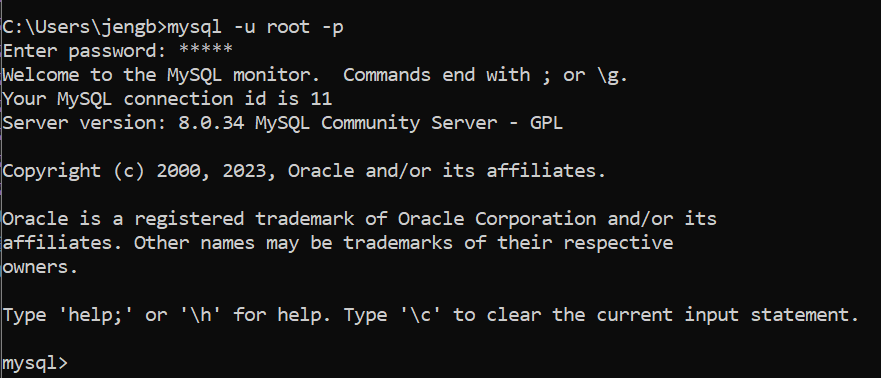 C:\Users\jengb>mysql -u root -p
Enter password: *****
Welcome to the MySQL monitor.  Commands end with ; or \g.
Your MySQL connection id is 11
Server version: 8.0.34 MySQL Community Server - GPL
Copyright (c) 2000, 2023, Oracle and/or its affiliates.
Oracle is a registered trademark of Oracle Corporation and/or its
affiliates. Other names may be trademarks of their respective
owners.
Type 'help;' or '\h' for help. Type '\c' to clear the current input statement.
mysql>